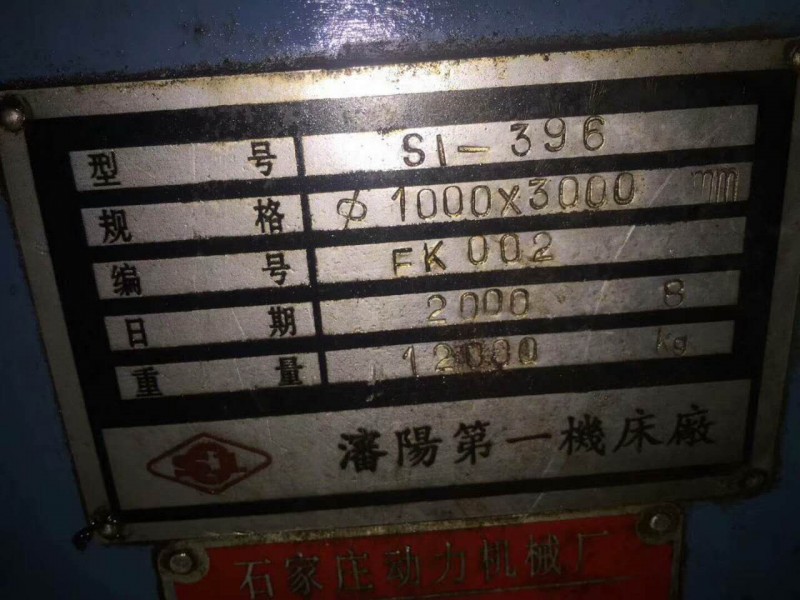 型 号 S1-396
规 格 φ1000x3000 mm
编 号 FK002
日 期 2000 8
重 量 12000 kg
瀋陽第一機床廠
石家庄动力机械厂